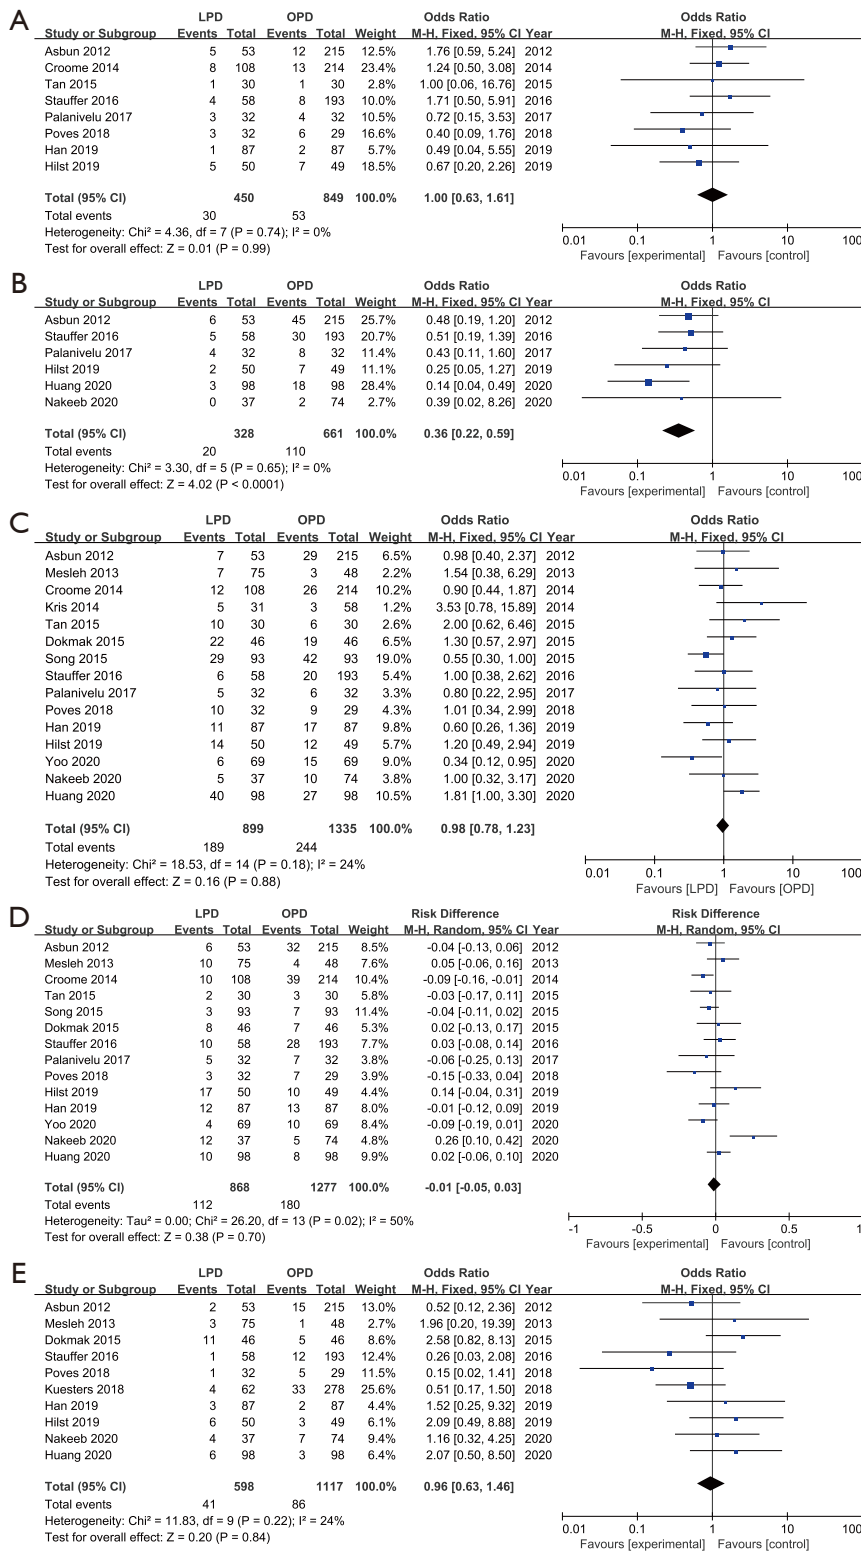 A
LPD OPD Odds Ratio Odds Ratio
Study or Subgroup Events Total Events Total Weight M-H, Fixed, 95% CI Year M-H, Fixed, 95% CI
Asbun 2012 5 53 12 215 12.5% 1.76 [0.59, 5.24] 2012
Croome 2014 8 108 13 214 23.4% 1.24 [0.50, 3.08] 2014
Tan 2015 1 30 1 30 2.8% 1.00 [0.06, 16.76] 2015
Stauffer 2016 4 58 8 193 10.0% 1.71 [0.50, 5.91] 2016
Palanivelu 2017 3 32 4 32 10.5% 0.72 [0.15, 3.53] 2017
Poves 2018 3 32 6 29 16.6% 0.40 [0.09, 1.76] 2018
Han 2019 1 87 2 87 5.7% 0.49 [0.04, 5.55] 2019
Hilst 2019 5 50 7 49 18.5% 0.67 [0.20, 2.26] 2019
Total (95% CI) 450 849 100.0% 1.00 [0.63, 1.61]
Total events 30 53
Heterogeneity: Chi² = 4.36, df = 7 (P = 0.74); I² = 0%
Test for overall effect: Z = 0.01 (P = 0.99)
0.01 0.1 1 10 100
Favours [experimental] Favours [control]
B
LPD OPD Odds Ratio Odds Ratio
Study or Subgroup Events Total Events Total Weight M-H, Fixed, 95% CI Year M-H, Fixed, 95% CI
Asbun 2012 6 53 45 215 25.7% 0.48 [0.19, 1.20] 2012
Stauffer 2016 5 58 30 193 20.7% 0.51 [0.19, 1.39] 2016
Palanivelu 2017 4 32 8 32 11.4% 0.43 [0.11, 1.60] 2017
Hilst 2019 2 50 7 49 11.1% 0.25 [0.05, 1.27] 2019
Huang 2020 3 98 18 98 28.4% 0.14 [0.04, 0.49] 2020
Nakeeb 2020 0 37 2 74 2.7% 0.39 [0.02, 8.26] 2020
Total (95% CI) 328 661 100.0% 0.36 [0.22, 0.59]
Total events 20 110
Heterogeneity: Chi² = 3.30, df = 5 (P = 0.65); I² = 0%
Test for overall effect: Z = 4.02 (P < 0.0001)
0.01 0.1 1 10 100
Favours [experimental] Favours [control]
C
LPD OPD Odds Ratio Odds Ratio
Study or Subgroup Events Total Events Total Weight M-H, Fixed, 95% CI Year M-H, Fixed, 95% CI
Asbun 2012 7 53 29 215 6.5% 0.98 [0.40, 2.37] 2012
Mesleh 2013 7 75 3 48 2.2% 1.54 [0.38, 6.29] 2013
Croome 2014 12 108 26 214 10.2% 0.90 [0.44, 1.87] 2014
Kris 2014 5 31 3 58 1.2% 3.53 [0.78, 15.89] 2014
Tan 2015 10 30 6 30 2.6% 2.00 [0.62, 6.46] 2015
Dokmak 2015 22 46 19 46 6.5% 1.30 [0.57, 2.97] 2015
Song 2015 29 93 42 93 19.0% 0.55 [0.30, 1.00] 2015
Stauffer 2016 6 58 20 193 5.4% 1.00 [0.38, 2.62] 2016
Palanivelu 2017 5 32 6 32 3.3% 0.80 [0.22, 2.95] 2017
Poves 2018 10 32 9 29 4.3% 1.01 [0.34, 2.99] 2018
Han 2019 11 87 17 87 9.8% 0.60 [0.26, 1.36] 2019
Hilst 2019 14 50 12 49 5.7% 1.20 [0.49, 2.94] 2019
Yoo 2020 6 69 15 69 9.0% 0.34 [0.12, 0.95] 2020
Nakeeb 2020 5 37 10 74 3.8% 1.00 [0.32, 3.17] 2020
Huang 2020 40 98 27 98 10.5% 1.81 [1.00, 3.30] 2020
Total (95% CI) 899 1335 100.0% 0.98 [0.78, 1.23]
Total events 189 244
Heterogeneity: Chi² = 18.53, df = 14 (P = 0.18); I² = 24%
Test for overall effect: Z = 0.16 (P = 0.88)
0.01 0.1 1 10 100
Favours [LPD] Favours [OPD]
D
LPD OPD Risk Difference Risk Difference
Study or Subgroup Events Total Events Total Weight M-H, Random, 95% CI Year M-H, Random, 95% CI
Asbun 2012 6 53 32 215 8.5% -0.04 [-0.13, 0.06] 2012
Mesleh 2013 10 75 4 48 7.6% 0.05 [-0.06, 0.16] 2013
Croome 2014 10 108 39 214 10.4% -0.09 [-0.16, -0.01] 2014
Tan 2015 2 30 3 30 5.8% -0.03 [-0.17, 0.11] 2015
Song 2015 3 93 7 93 11.4% -0.04 [-0.11, 0.02] 2015
Dokmak 2015 8 46 7 46 5.3% 0.02 [-0.13, 0.17] 2015
Stauffer 2016 10 58 28 193 7.7% 0.03 [-0.08, 0.14] 2016
Palanivelu 2017 5 32 7 32 3.8% -0.06 [-0.25, 0.13] 2017
Poves 2018 3 32 7 29 3.9% -0.15 [-0.33, 0.04] 2018
Hilst 2019 17 50 10 49 4.4% 0.14 [-0.04, 0.31] 2019
Han 2019 12 87 13 87 8.0% -0.01 [-0.12, 0.09] 2019
Yoo 2020 4 69 10 69 8.4% -0.09 [-0.19, 0.01] 2020
Nakeeb 2020 12 37 5 74 4.8% 0.26 [0.10, 0.42] 2020
Huang 2020 10 98 8 98 9.9% 0.02 [-0.06, 0.10] 2020
Total (95% CI) 868 1277 100.0% -0.01 [-0.05, 0.03]
Total events 112 180
Heterogeneity: Tau² = 0.00; Chi² = 26.20, df = 13 (P = 0.02); I² = 50%
Test for overall effect: Z = 0.38 (P = 0.70)
-1 -0.5 0 0.5 1
Favours [experimental] Favours [control]
E
LPD OPD Odds Ratio Odds Ratio
Study or Subgroup Events Total Events Total Weight M-H, Fixed, 95% CI Year M-H, Fixed, 95% CI
Asbun 2012 2 53 15 215 13.0% 0.52 [0.12, 2.36] 2012
Mesleh 2013 3 75 1 48 2.7% 1.96 [0.20, 19.39] 2013
Dokmak 2015 11 46 5 46 8.6% 2.58 [0.82, 8.13] 2015
Stauffer 2016 1 58 12 193 12.4% 0.26 [0.03, 2.08] 2016
Poves 2018 1 32 5 29 11.5% 0.15 [0.02, 1.41] 2018
Kuesters 2018 4 62 33 278 25.6% 0.51 [0.17, 1.50] 2018
Han 2019 3 87 2 87 4.4% 1.52 [0.25, 9.32] 2019
Hilst 2019 6 50 3 49 6.1% 2.09 [0.49, 8.88] 2019
Nakeeb 2020 4 37 7 74 9.4% 1.16 [0.32, 4.25] 2020
Huang 2020 6 98 3 98 6.4% 2.07 [0.50, 8.50] 2020
Total (95% CI) 598 1117 100.0% 0.96 [0.63, 1.46]
Total events 41 86
Heterogeneity: Chi² = 11.83, df = 9 (P = 0.22); I² = 24%
Test for overall effect: Z = 0.20 (P = 0.84)
0.01 0.1 1 10 100
Favours [experimental] Favours [control]